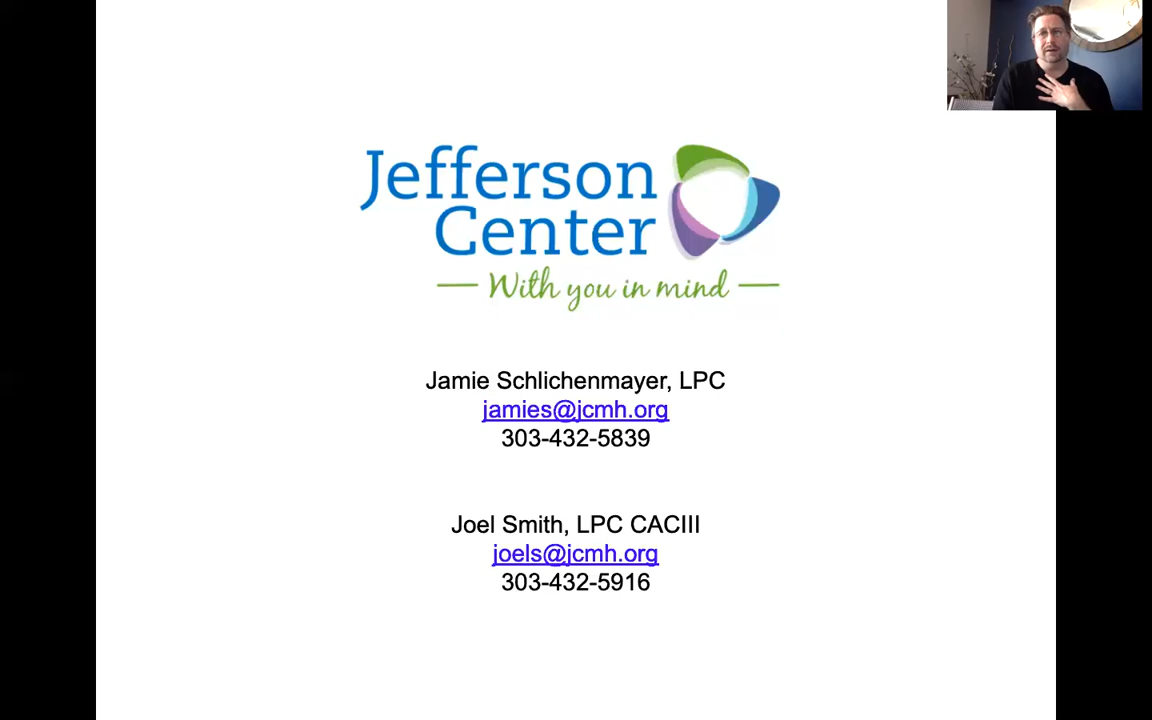 Jefferson
Center
With you in mind
Jamie Schlichenmayer, LPC
jamies@jcmh.org
303-432-5839
Joel Smith, LPC CACIII
joels@jcmh.org
303-432-5916